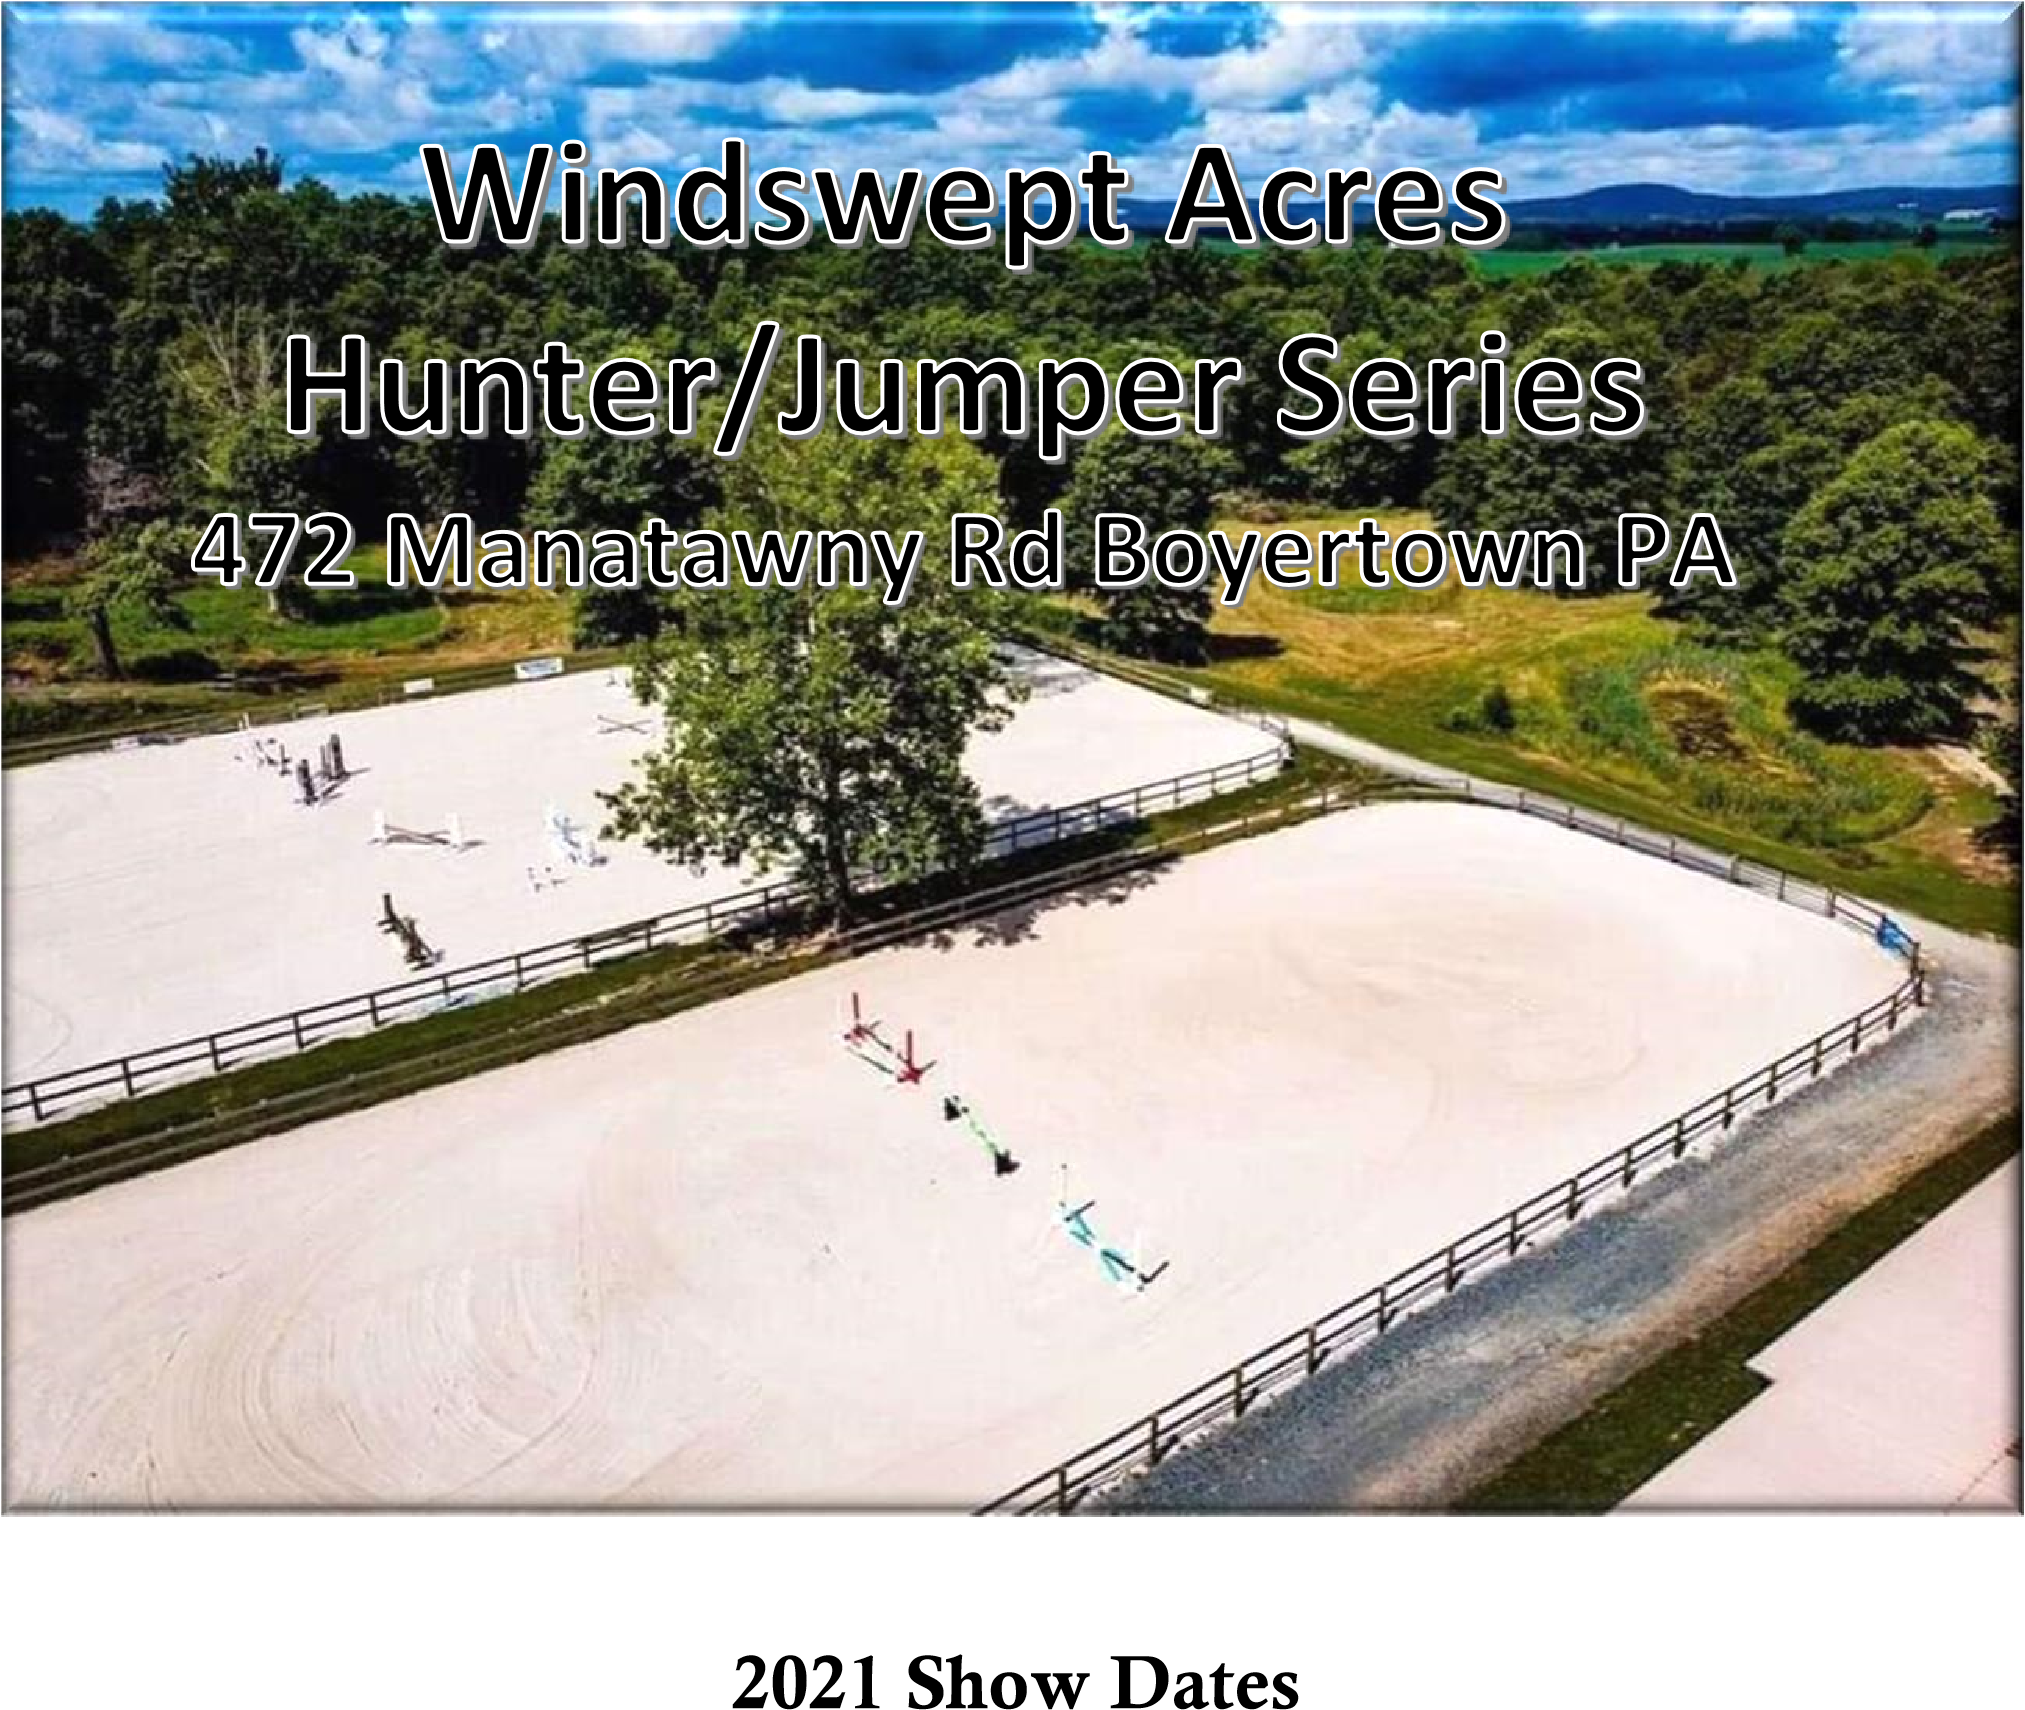 Windswept Acres
Hunter/Jumper Series
472 Manatawny Rd Boyertown PA
2021 Show Dates